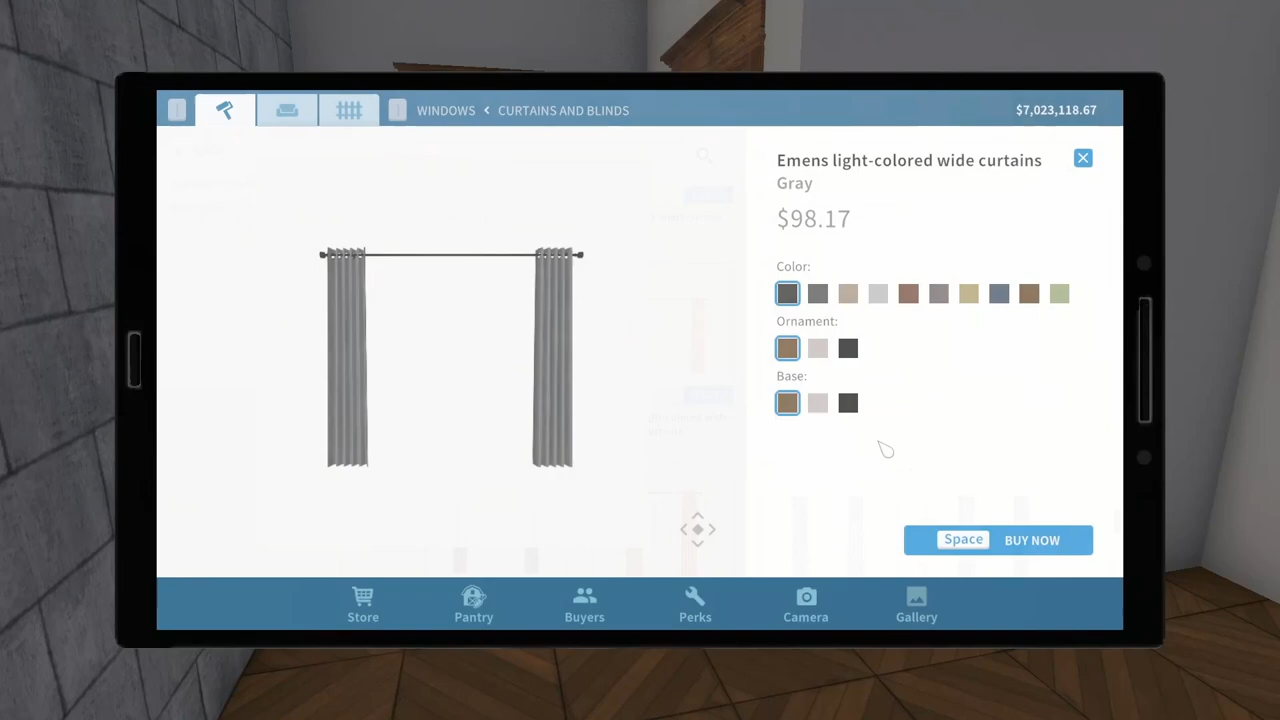 WINDOWS < CURTAINS AND BLINDS
$7,023,118.67
Emens light-colored wide curtains
Gray
$98.17
Color:
Ornament:
Base:
Space BUY NOW
Store
Pantry
Buyers
Perks
Camera
Gallery